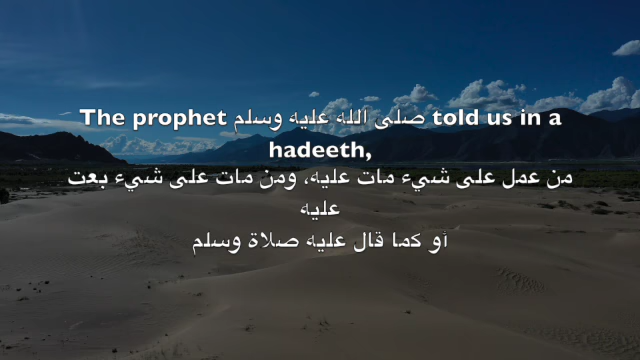 The prophet صلى الله عليه وسلم told us in a
hadeeth,
من عمل على شيء مات عليه، ومن مات على شيء بعت
عليه
أو كما قال عليه صلاة وسلم